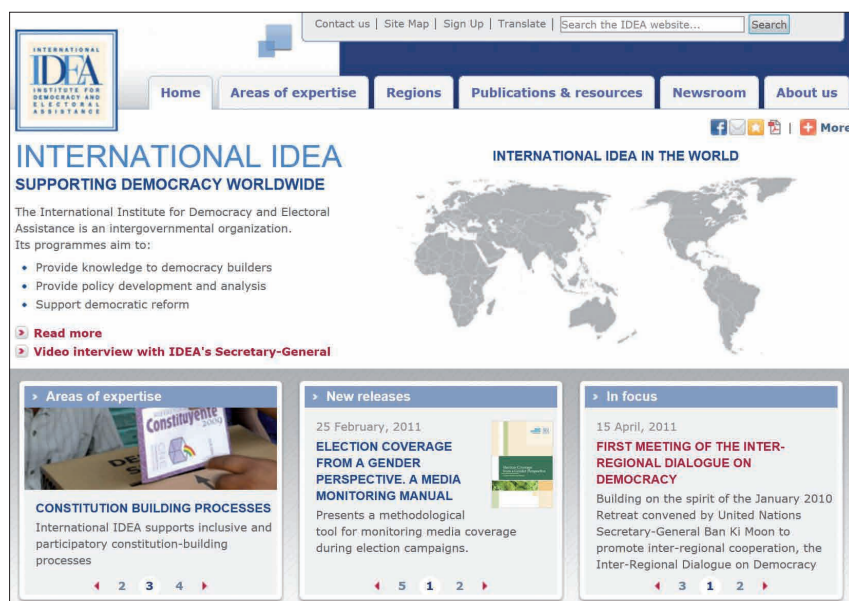 Contact us | Site Map | Sign Up | Translate | Search the IDEA website... Search
INTERNATIONAL
IDEA
INSTITUTE FOR
DEMOCRACY AND
ELECTORAL
ASSISTANCE
Home Areas of expertise Regions Publications & resources Newsroom About us
| More
INTERNATIONAL IDEA
SUPPORTING DEMOCRACY WORLDWIDE
The International Institute for Democracy and Electoral
Assistance is an intergovernmental organization.
Its programmes aim to:
• Provide knowledge to democracy builders
• Provide policy development and analysis
• Support democratic reform
Read more
Video interview with IDEA's Secretary-General
INTERNATIONAL IDEA IN THE WORLD
Areas of expertise
Constituyente
2009
CONSTITUTION BUILDING PROCESSES
International IDEA supports inclusive and
participatory constitution-building
processes
2 3 4
New releases
25 February, 2011
ELECTION COVERAGE
FROM A GENDER
PERSPECTIVE. A MEDIA
MONITORING MANUAL
Presents a methodological
tool for monitoring media coverage
during election campaigns.
5 1 2
In focus
15 April, 2011
FIRST MEETING OF THE INTER-
REGIONAL DIALOGUE ON
DEMOCRACY
Building on the spirit of the January 2010
Retreat convened by United Nations
Secretary-General Ban Ki Moon to
promote inter-regional cooperation, the
Inter-Regional Dialogue on Democracy
3 1 2